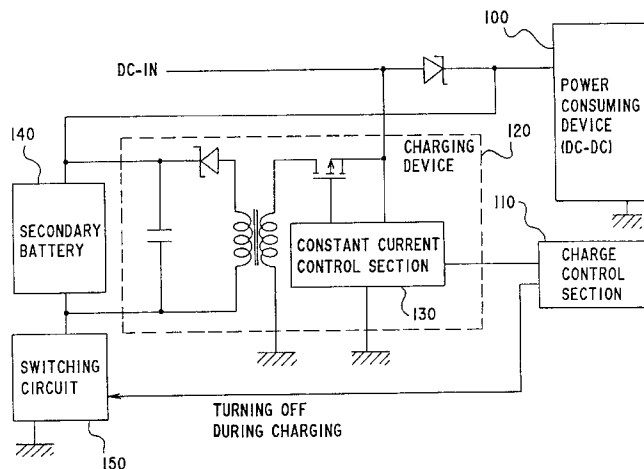 100
DC-IN
POWER
CONSUMING
DEVICE
(DC-DC)
140
CHARGING
DEVICE
120
110
SECONDARY
BATTERY
CONSTANT CURRENT
CONTROL SECTION
CHARGE
CONTROL
SECTION
130
SWITCHING
CIRCUIT
TURNING OFF
DURING CHARGING
150